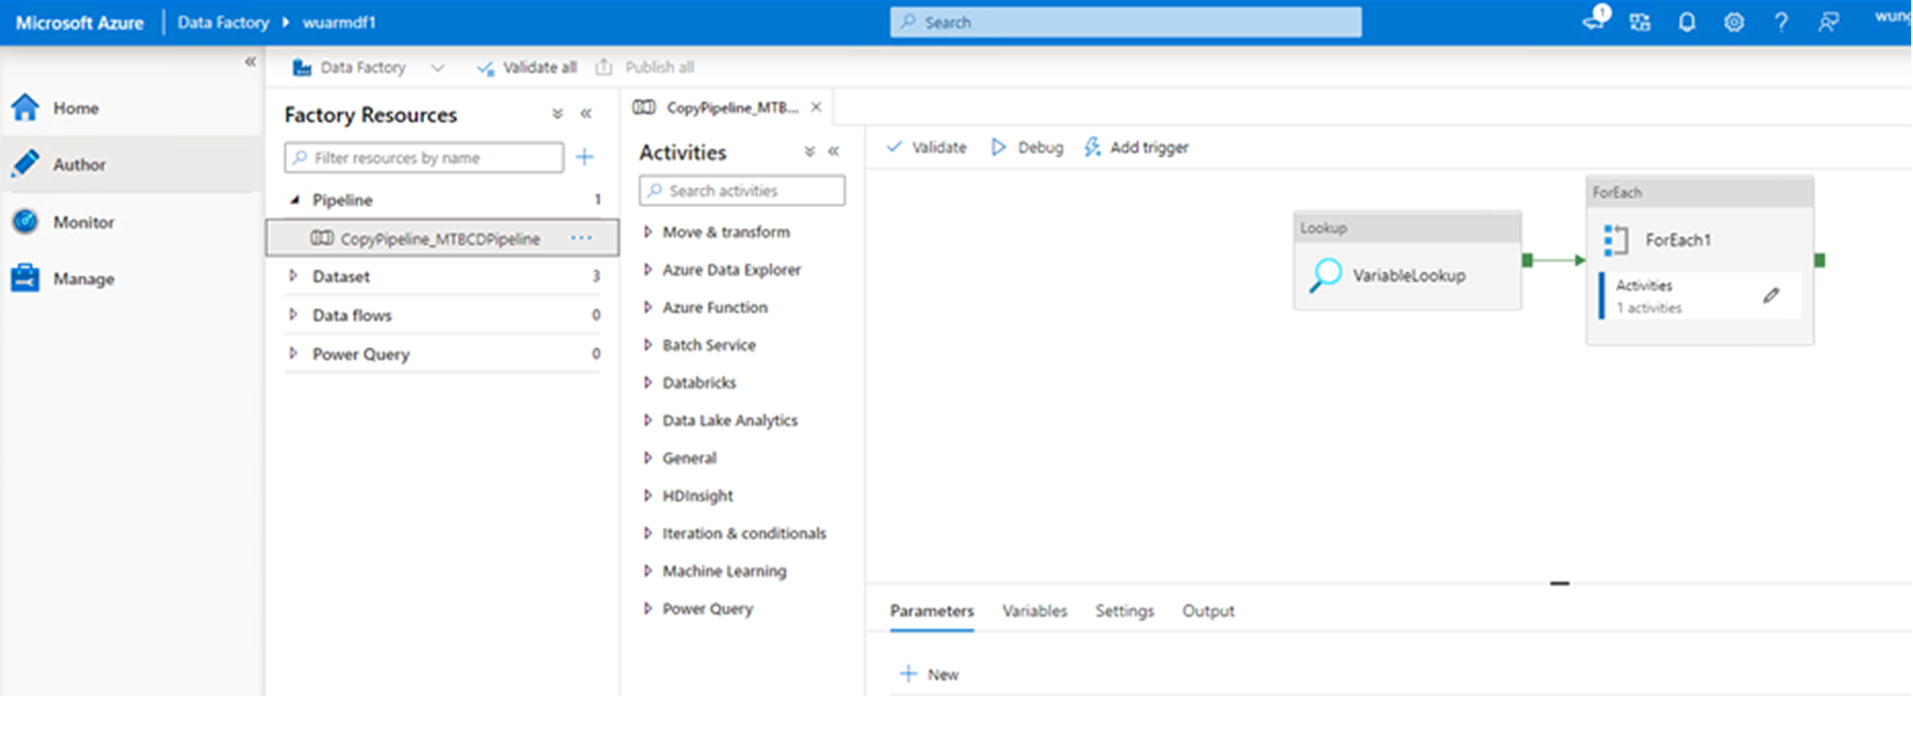 Microsoft Azure | Data Factory ▸ wuarmdf1
Search
1
wung
Home
Author
Monitor
Manage
Data Factory
Validate all
Publish all
Factory Resources
Filter resources by name
Pipeline 1
CopyPipeline_MTBCDPipeline ...
Dataset 3
Data flows 0
Power Query 0
CopyPipeline_MTB...
Activities
Search activities
Move & transform
Azure Data Explorer
Azure Function
Batch Service
Databricks
Data Lake Analytics
General
HDInsight
Iteration & conditionals
Machine Learning
Power Query
Validate
Debug
Add trigger
Lookup
VariableLookup
ForEach
ForEach1
Activities
1 activities
Parameters
Variables
Settings
Output
New